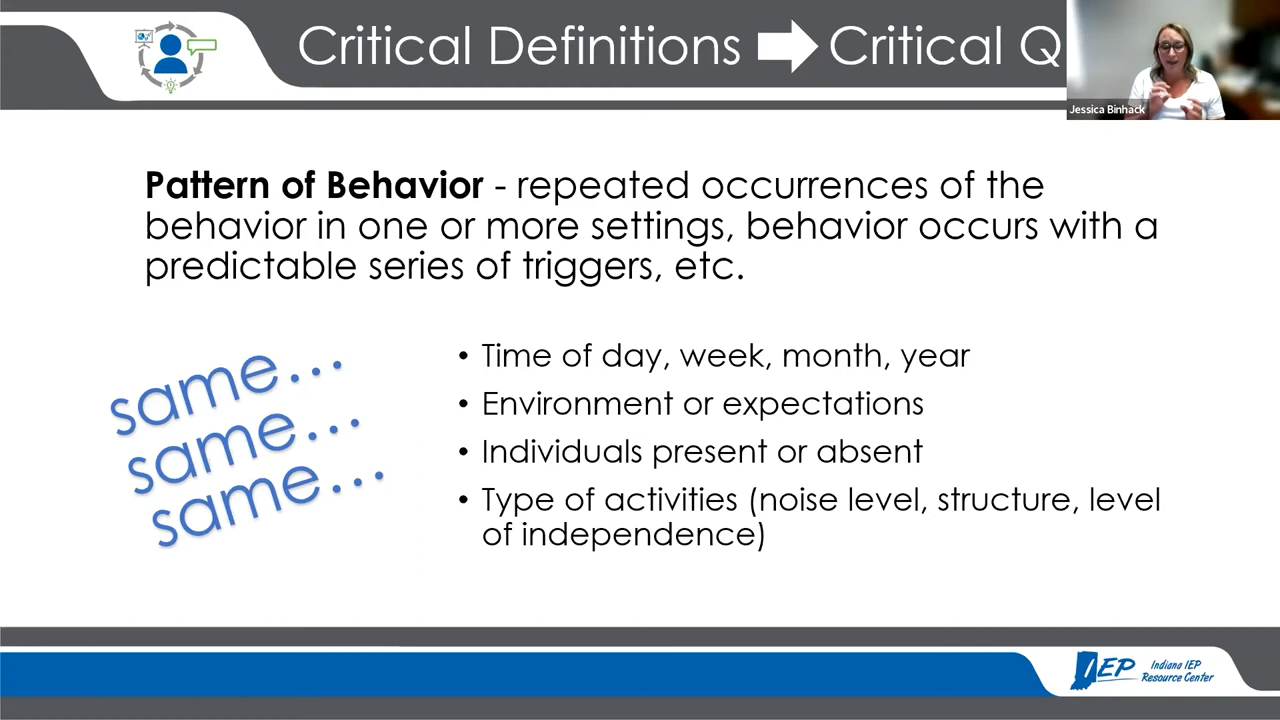 Critical Definitions Critical Q
Jessica Binhack
Pattern of Behavior - repeated occurrences of the
behavior in one or more settings, behavior occurs with a
predictable series of triggers, etc.
same...
same...
same...
• Time of day, week, month, year
• Environment or expectations
• Individuals present or absent
• Type of activities (noise level, structure, level
of independence)
IEP
Indiana IEP
Resource Center